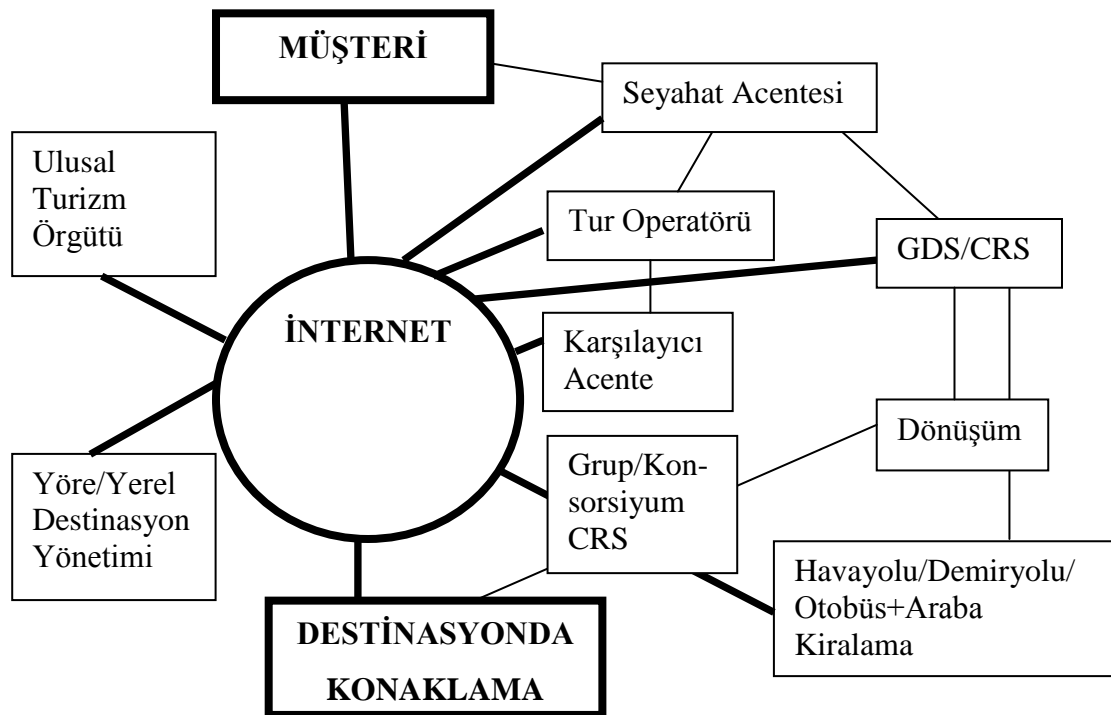 MÜŞTERİ
Seyahat Acentesi
Ulusal
Turizm
Örgütü
Tur Operatörü
GDS/CRS
İNTERNET
Karşılayıcı
Acente
Dönüşüm
Yöre/Yerel
Destinasyon
Yönetimi
Grup/Kon-
sorsiyum
CRS
Havayolu/Demiryolu/
Otobüs+Araba
Kiralama
DESTİNASYONDA
KONAKLAMA